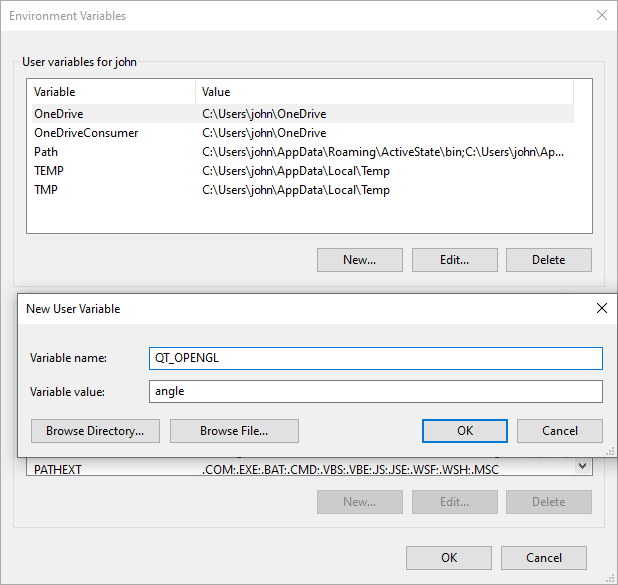 Environment Variables
User variables for john
Variable Value
OneDrive C:\Users\john\OneDrive
OneDriveConsumer C:\Users\john\OneDrive
Path C:\Users\john\AppData\Roaming\ActiveState\bin;C:\Users\john\Ap...
TEMP C:\Users\john\AppData\Local\Temp
TMP C:\Users\john\AppData\Local\Temp
New... Edit... Delete
New User Variable
Variable name: QT_OPENGL
Variable value: angle
Browse Directory... Browse File... OK Cancel
PATHEXT .COM;.EXE;.BAT;.CMD;.VBS;.VBE;.JS;.JSE;.WSF;.WSH;.MSC
New... Edit... Delete
OK Cancel